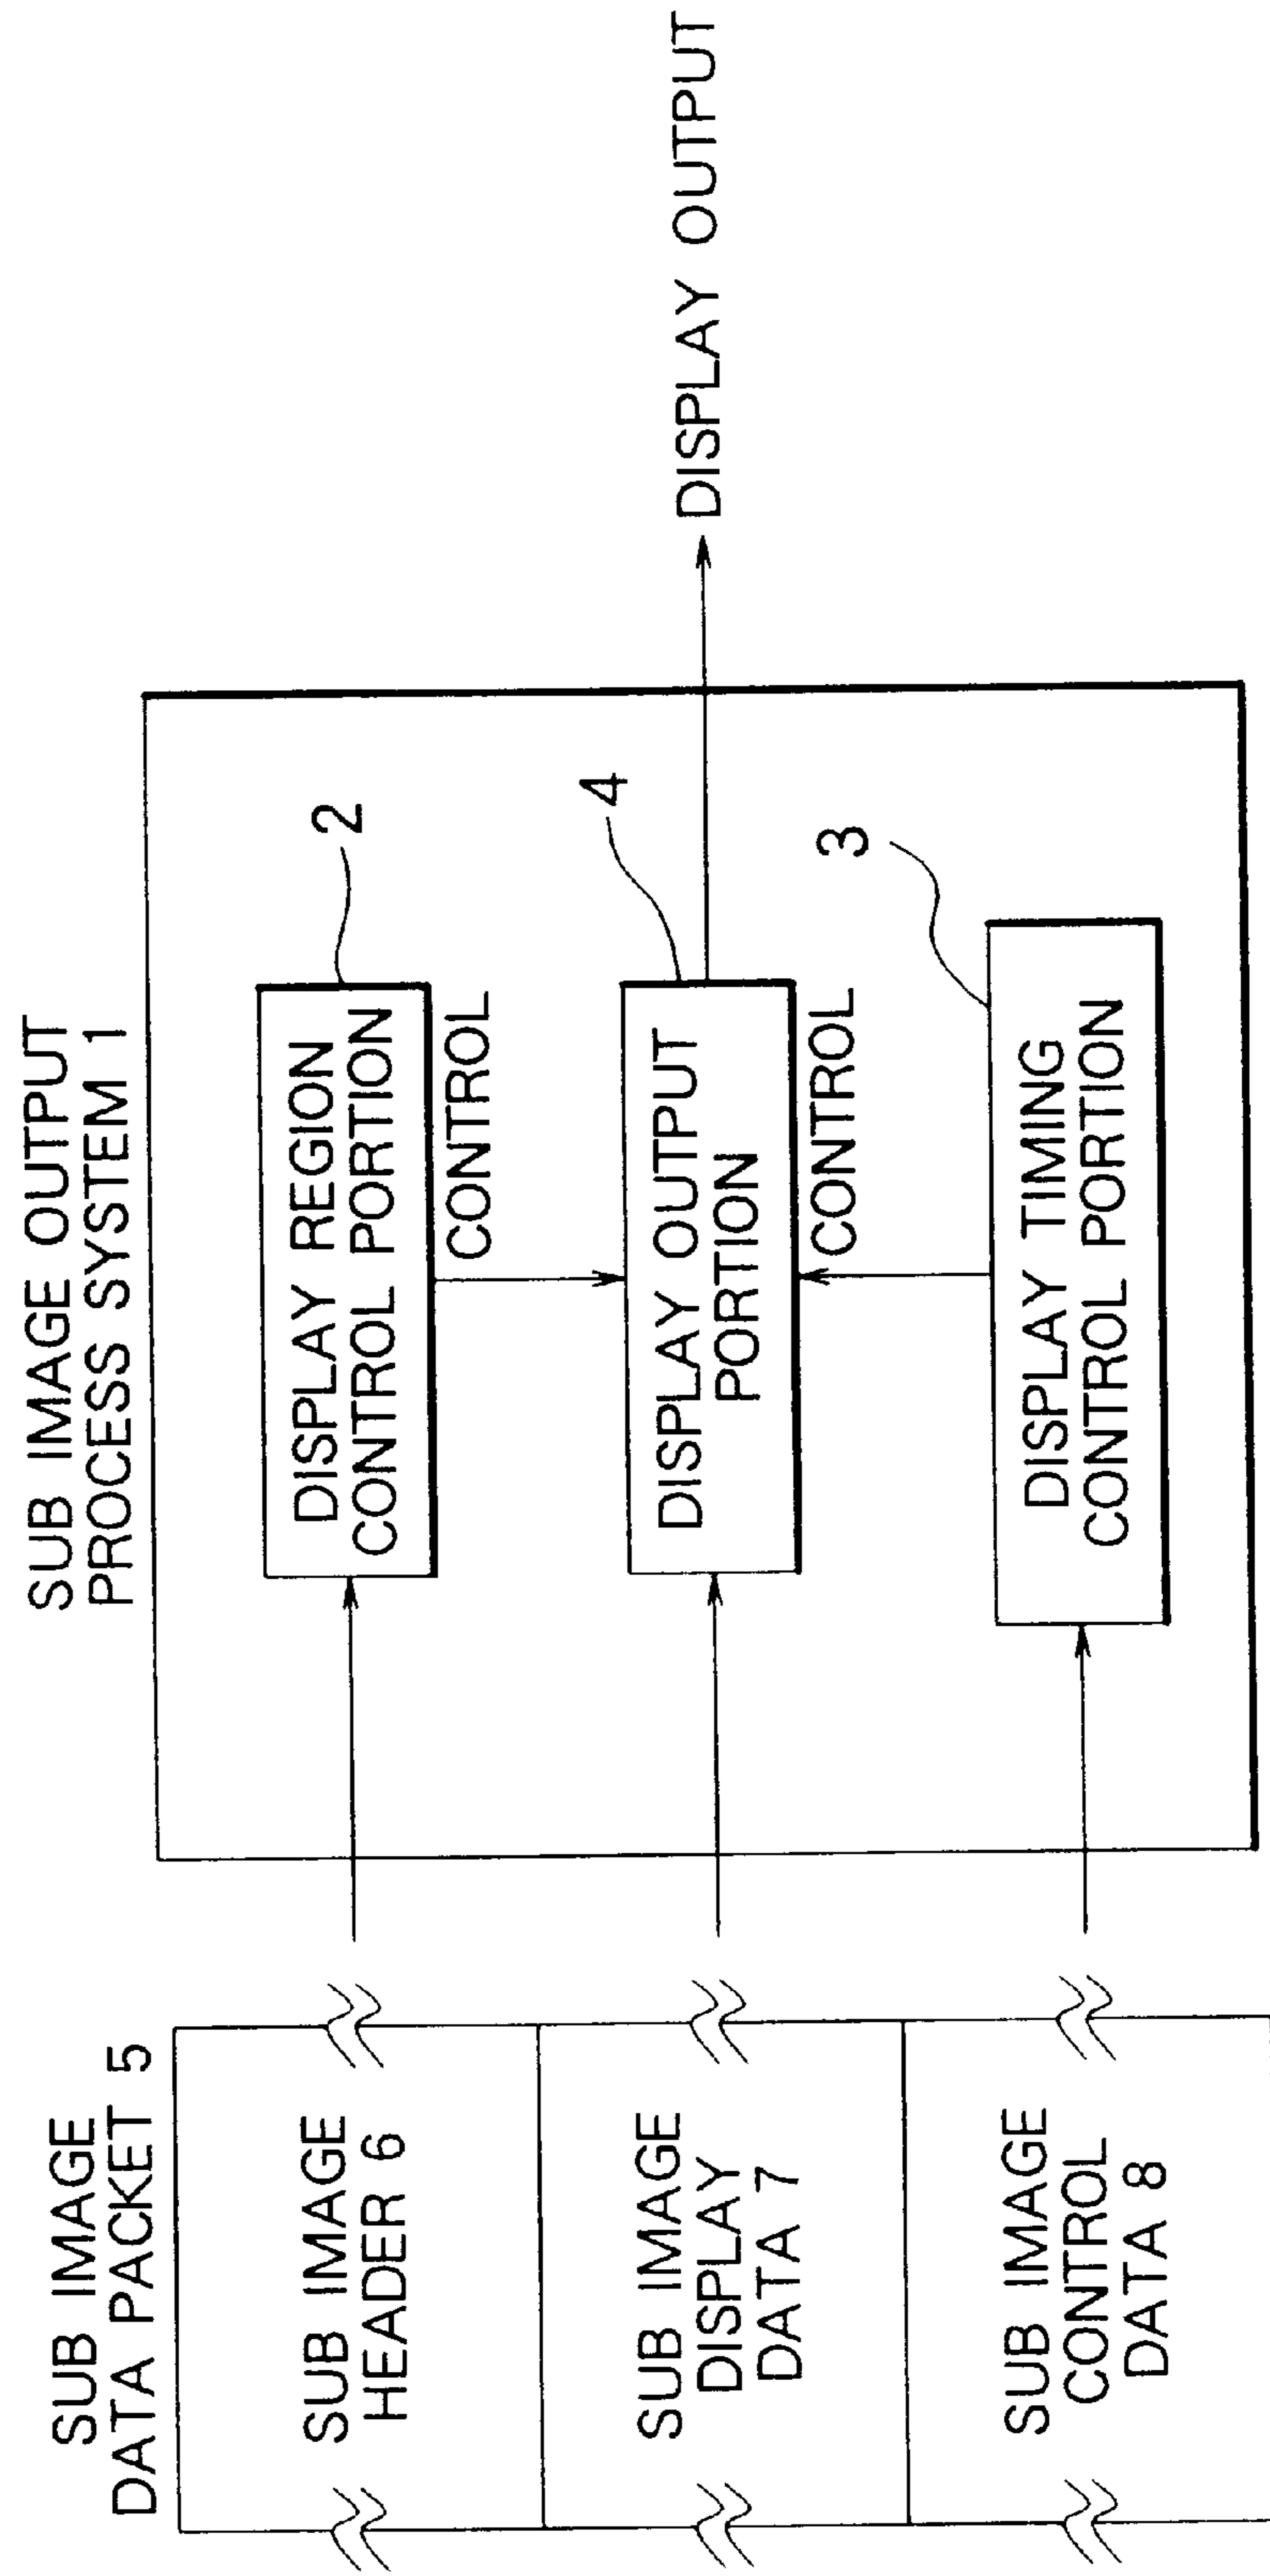 SUB IMAGE
DATA PACKET 5
SUB IMAGE
HEADER 6
SUB IMAGE
DISPLAY
DATA 7
SUB IMAGE
CONTROL
DATA 8
SUB IMAGE OUTPUT
PROCESS SYSTEM 1
DISPLAY REGION
CONTROL PORTION
2
CONTROL
DISPLAY OUTPUT
PORTION
4
CONTROL
DISPLAY TIMING
CONTROL PORTION
3
DISPLAY OUTPUT